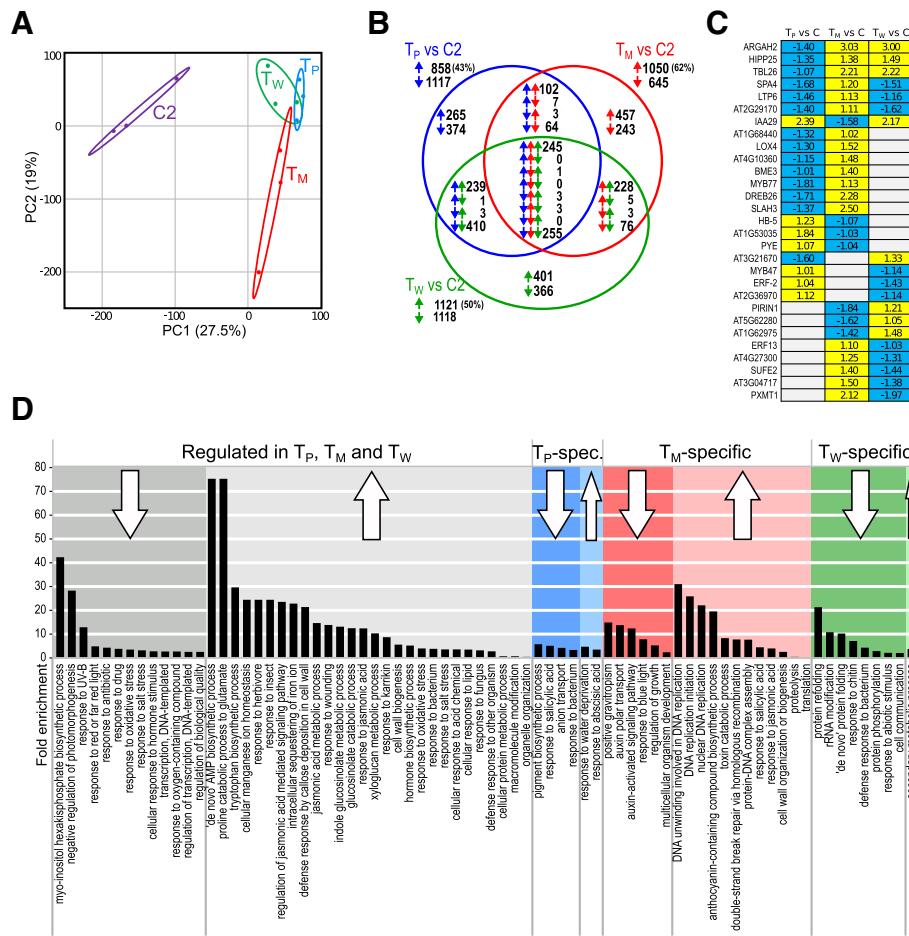 A
100
0
-100
-200
PC2 (19%)
-200
-100
0
100
PC1 (27.5%)
C2
TW
TP
TM
B
TP vs C2
858 (43%)
1117
TM vs C2
1050 (62%)
645
265
374
102
7
3
64
457
243
245
0
1
0
3
3
0
255
239
1
3
410
228
5
3
76
401
366
TW vs C2
1121 (50%)
1118
C
TP vs C TM vs C TW vs C
ARGAH2 -1.40 3.03 3.00
HIPP25 -1.35 1.38 1.49
TBL26 -1.07 2.21 2.22
SPA4 -1.68 1.20 -1.51
LTP6 -1.46 1.13 -1.16
AT2G29170 -1.40 1.11 -1.62
IAA29 2.39 -1.58 2.17
AT1G68440 -1.32 1.02
LOX4 -1.30 1.52
AT4G10360 -1.15 1.48
BME3 -1.01 1.40
MYB77 -1.81 1.13
DREB26 -1.71 2.28
SLAH3 -1.37 2.50
HB-5 1.23 -1.07
AT1G53035 1.84 -1.03
PYE 1.07 -1.04
AT3G21670 -1.60 1.33
MYB47 1.01 -1.14
ERF-2 1.04 -1.43
AT2G36970 1.12 -1.14
PIRIN1 -1.84 1.21
AT5G62280 -1.62 1.05
AT1G62975 -1.42 1.48
ERF13 1.10 -1.03
AT4G27300 1.25 -1.31
SUFE2 1.40 -1.44
AT3G04717 1.50 -1.38
PXMT1 2.12 -1.97
D
Regulated in TP, TM and TW
TP-spec.
TM-specific
TW-specific
80
70
60
50
40
30
20
10
0
Fold enrichment
myo-inositol hexakisphosphate biosynthetic process
negative regulation of photomorphogenesis
response to UV-B
response to red or far red light
response to antibiotic
response to drug
response to oxidative stress
response to salt stress
cellular response to hormone stimulus
transcription, DNA-templated
response to oxygen-containing compound
regulation of transcription, DNA-templated
regulation of biological quality
'de novo' AMP biosynthetic process
proline catabolic process to glutamate
tryptophan biosynthetic process
cellular manganese ion homeostasis
response to herbivore
response to insect
regulation of jasmonic acid mediated signaling pathway
intracellular sequestering of iron ion
defense response by callose deposition in cell wall
jasmonic acid metabolic process
response to wounding
indole glucosinolate metabolic process
glucosinolate catabolic process
response to jasmonic acid
xyloglucan metabolic process
response to karrikin
cell wall biogenesis
hormone biosynthetic process
response to oxidative stress
response to bacterium
response to salt stress
cellular response to acid chemical
cellular response to lipid
response to fungus
defense response to other organism
cellular protein metabolic process
macromolecule modification
organelle organization
pigment biosynthetic process
response to salicylic acid
anion transport
response to bacterium
response to water deprivation
response to abscisic acid
positive gravitropism
auxin polar transport
auxin-activated signaling pathway
response to blue light
regulation of growth
multicellular organism development
DNA unwinding involved in DNA replication
DNA replication initiation
nuclear DNA replication
anthocyanin-containing compound biosynthetic process
toxin catabolic process
double-strand break repair via homologous recombination
protein-DNA complex assembly
response to salicylic acid
response to jasmonic acid
cell wall organization or biogenesis
proteolysis
translation
protein refolding
rRNA modification
'de novo' protein folding
response to chitin
defense response to bacterium
protein phosphorylation
response to abiotic stimulus
cell communication